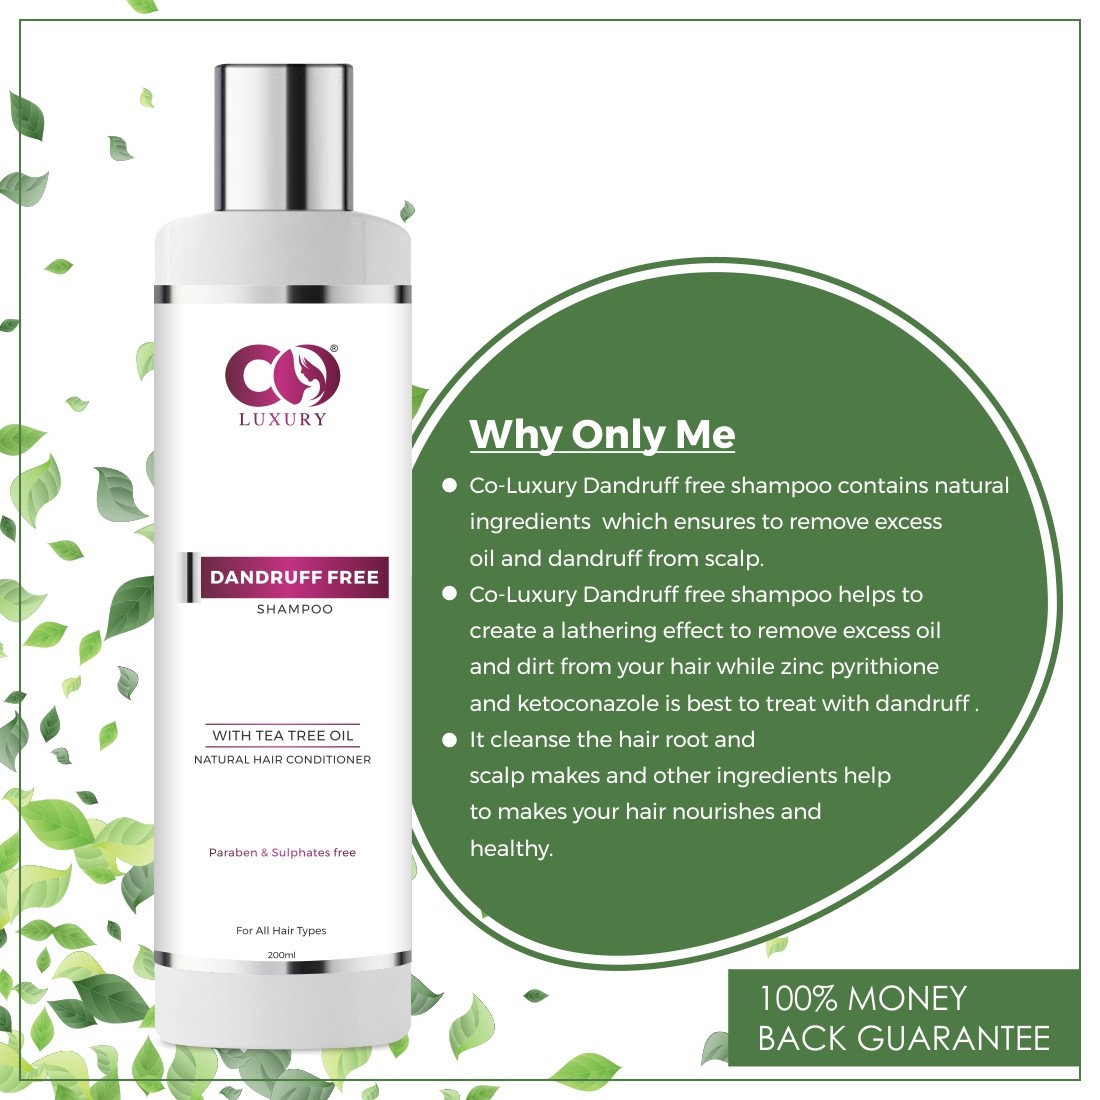 CO®
LUXURY
DANDRUFF FREE
SHAMPOO
WITH TEA TREE OIL
NATURAL HAIR CONDITIONER
Paraben & Sulphates free
For All Hair Types
200ml
Why Only Me
Co-Luxury Dandruff free shampoo contains natural
ingredients which ensures to remove excess
oil and dandruff from scalp.
Co-Luxury Dandruff free shampoo helps to
create a lathering effect to remove excess oil
and dirt from your hair while zinc pyrithione
and ketoconazole is best to treat with dandruff .
It cleanse the hair root and
scalp makes and other ingredients help
to makes your hair nourishes and
healthy.
100% MONEY
BACK GUARANTEE